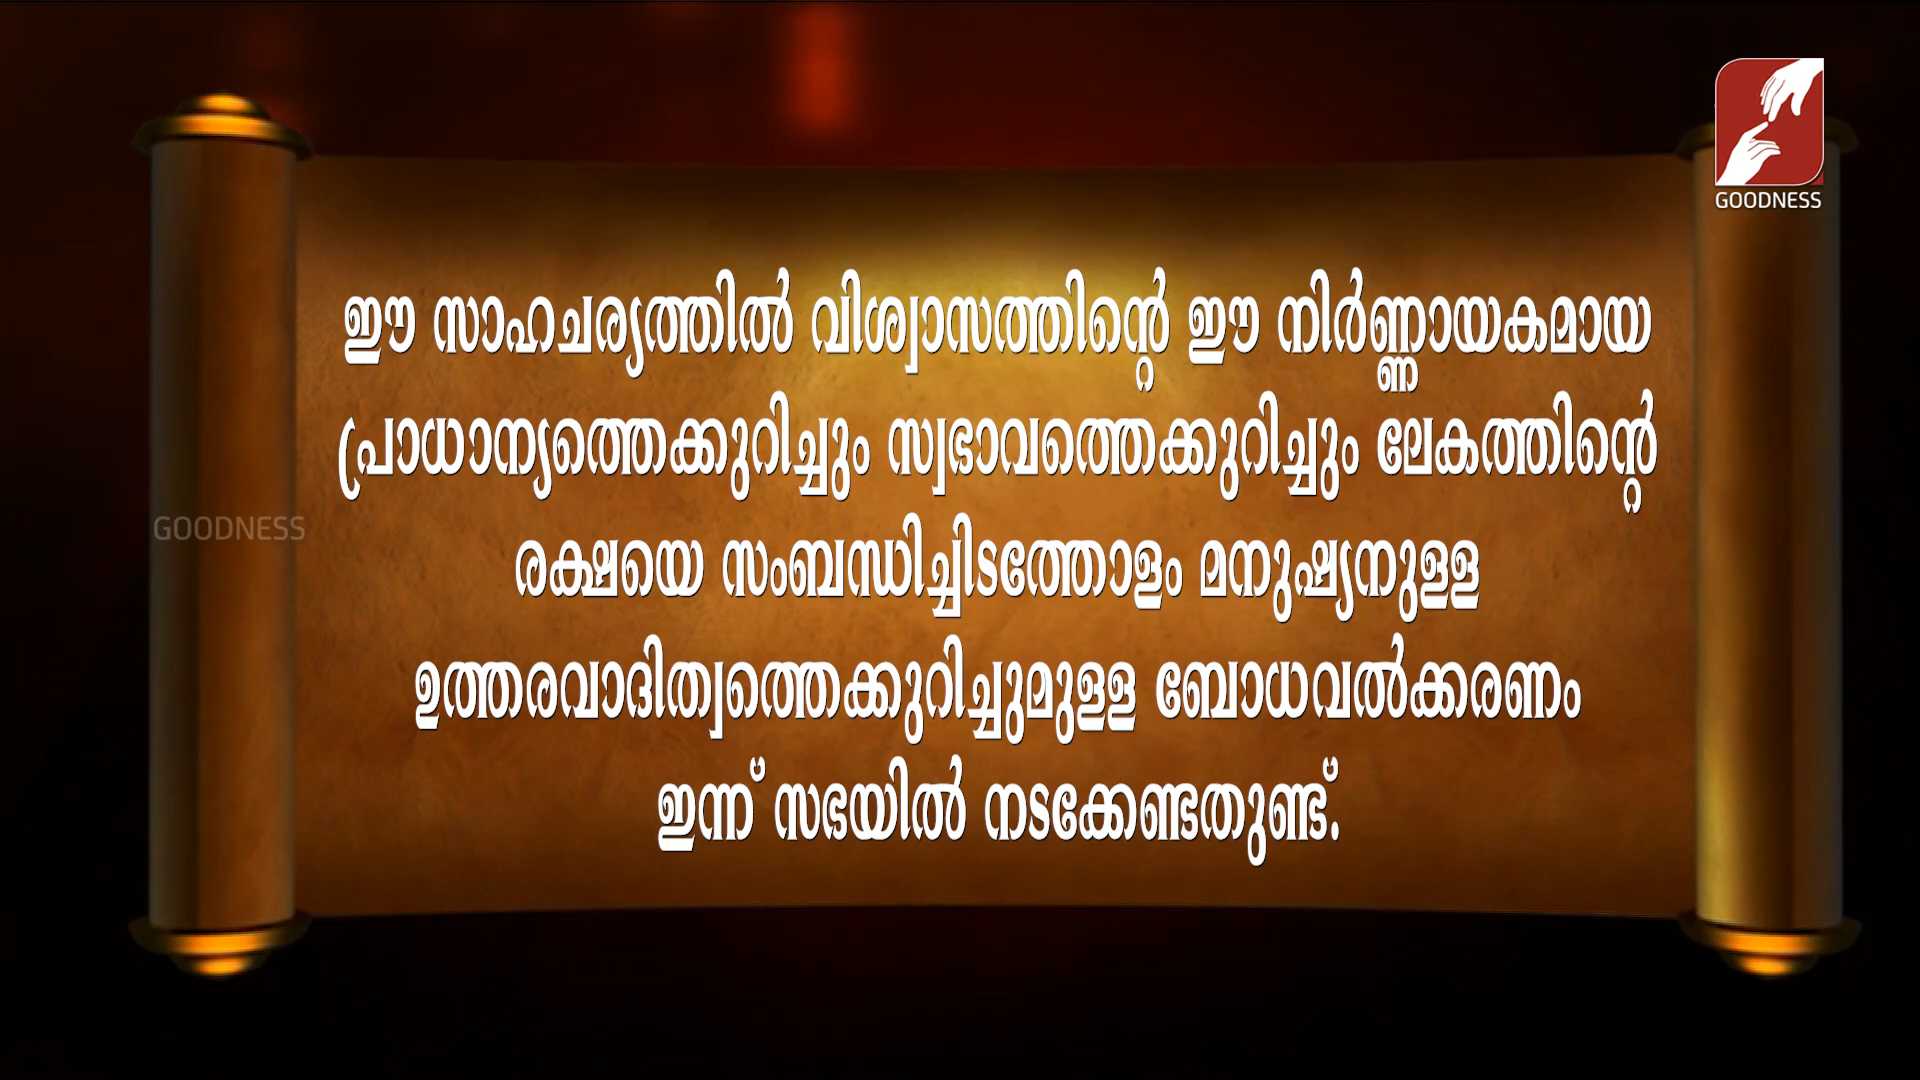 GOODNESS
ഈ സാഹചര്യത്തിൽ വിശ്വാസത്തിന്റെ ഈ നിർണ്ണായകമായ
പ്രാധാന്യത്തെക്കുറിച്ചും സ്വഭാവത്തെക്കുറിച്ചും ലേകത്തിന്റെ
GOODNESS
രക്ഷയെ സംബന്ധിച്ചിടത്തോളം മനുഷ്യനുള്ള
ഉത്തരവാദിത്വത്തെക്കുറിച്ചുമുള്ള ബോധവൽക്കരണം
ഇന്ന് സഭയിൽ നടക്കേണ്ടതുണ്ട്.